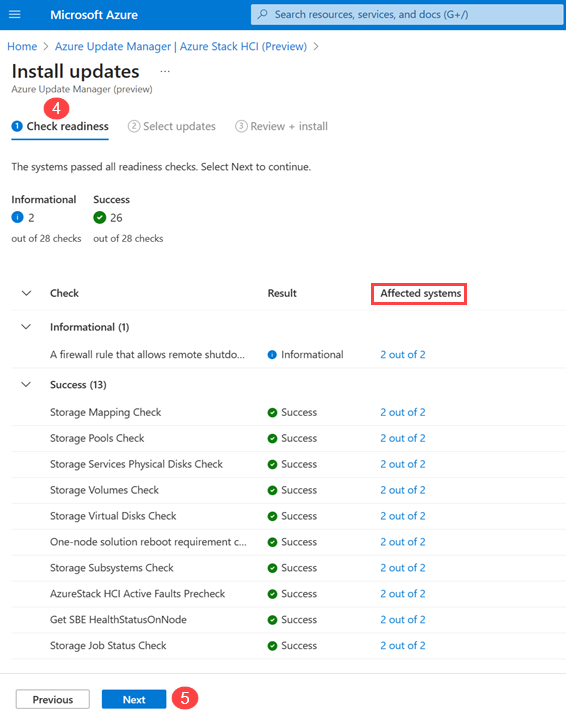 Microsoft Azure
Search resources, services, and docs (G+/)
Home > Azure Update Manager | Azure Stack HCI (Preview) >
Install updates ...
Azure Update Manager (preview)
4
1 Check readiness 2 Select updates 3 Review + install
The systems passed all readiness checks. Select Next to continue.
Informational Success
2 26
out of 28 checks out of 28 checks
Check Result Affected systems
Informational (1)
A firewall rule that allows remote shutdo... Informational 2 out of 2
Success (13)
Storage Mapping Check Success 2 out of 2
Storage Pools Check Success 2 out of 2
Storage Services Physical Disks Check Success 2 out of 2
Storage Volumes Check Success 2 out of 2
Storage Virtual Disks Check Success 2 out of 2
One-node solution reboot requirement c... Success 2 out of 2
Storage Subsystems Check Success 2 out of 2
AzureStack HCI Active Faults Precheck Success 2 out of 2
Get SBE HealthStatusOnNode Success 2 out of 2
Storage Job Status Check Success 2 out of 2
Previous Next 5